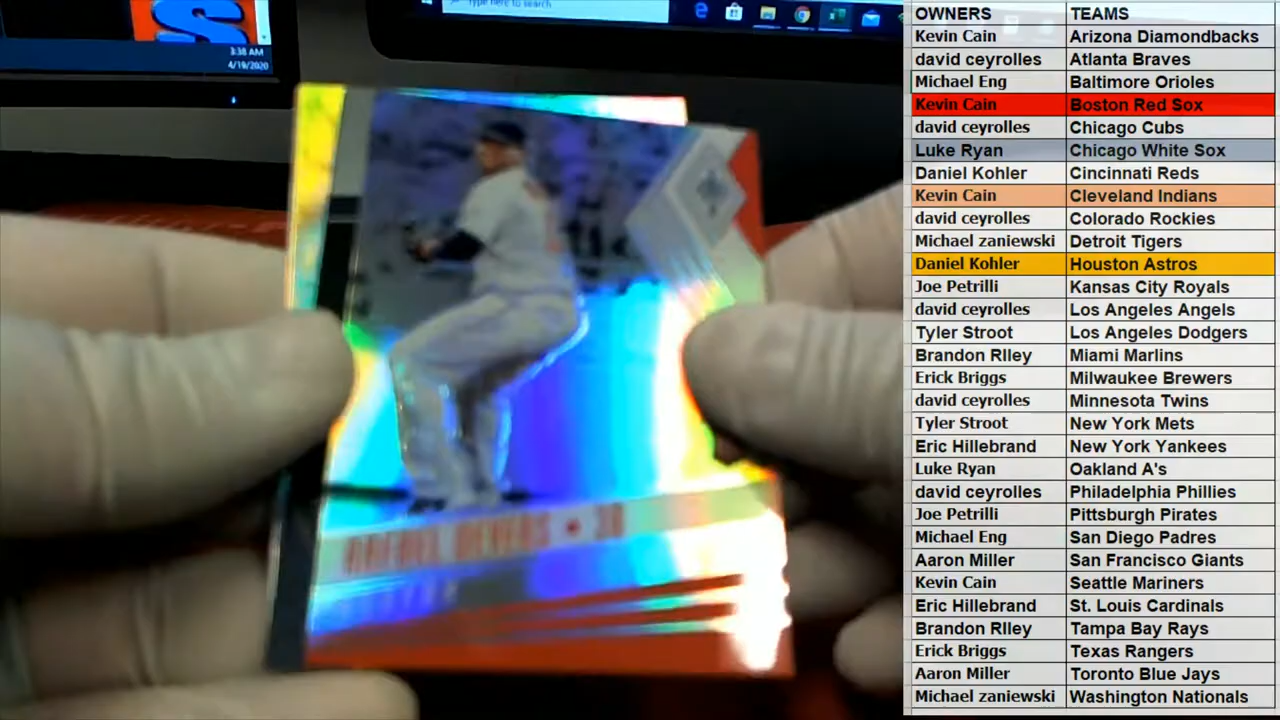 Type here to search
3:38 AM
4/19/2020
RAFAEL DEVERS • 3B
OWNERS TEAMS
Kevin Cain Arizona Diamondbacks
david ceyrolles Atlanta Braves
Michael Eng Baltimore Orioles
Kevin Cain Boston Red Sox
david ceyrolles Chicago Cubs
Luke Ryan Chicago White Sox
Daniel Kohler Cincinnati Reds
Kevin Cain Cleveland Indians
david ceyrolles Colorado Rockies
Michael zaniewski Detroit Tigers
Daniel Kohler Houston Astros
Joe Petrilli Kansas City Royals
david ceyrolles Los Angeles Angels
Tyler Stroot Los Angeles Dodgers
Brandon RIley Miami Marlins
Erick Briggs Milwaukee Brewers
david ceyrolles Minnesota Twins
Tyler Stroot New York Mets
Eric Hillebrand New York Yankees
Luke Ryan Oakland A's
david ceyrolles Philadelphia Phillies
Joe Petrilli Pittsburgh Pirates
Michael Eng San Diego Padres
Aaron Miller San Francisco Giants
Kevin Cain Seattle Mariners
Eric Hillebrand St. Louis Cardinals
Brandon RIley Tampa Bay Rays
Erick Briggs Texas Rangers
Aaron Miller Toronto Blue Jays
Michael zaniewski Washington Nationals